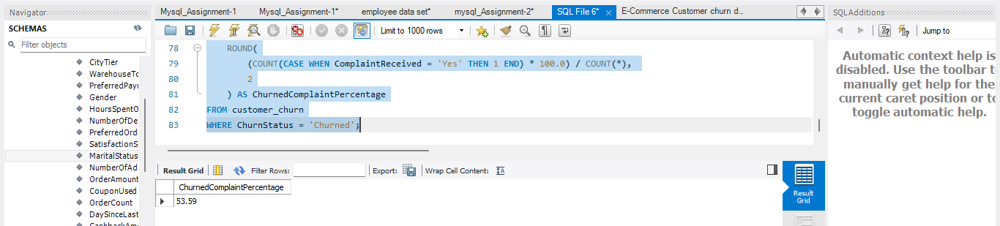 Navigator
Mysql_Assignment-1
Mysql_Assignment-1*
employee data set*
mysql_Assignment-2*
SQL File 6*
E-Commerce Customer churn d...
SQLAdditions
SCHEMAS
Filter objects
Limit to 1000 rows
Jump to
CityTier
WarehouseTo
PreferredPay
Gender
HoursSpentO
NumberOfDe
PreferredOrd
SatisfactionS
MaritalStatus
NumberOfAd
OrderAmount
CouponUsed
OrderCount
DaySinceLast
CashbackAm
78 ROUND(
79 (COUNT(CASE WHEN ComplaintReceived = 'Yes' THEN 1 END) * 100.0) / COUNT(*),
80 2
81 ) AS ChurnedComplaintPercentage
82 FROM customer_churn
83 WHERE ChurnStatus = 'Churned';
Result Grid
Filter Rows:
Export:
Wrap Cell Content:
ChurnedComplaintPercentage
53.59
Result
Grid
Automatic context help is
disabled. Use the toolbar t
manually get help for the
current caret position or to
toggle automatic help.